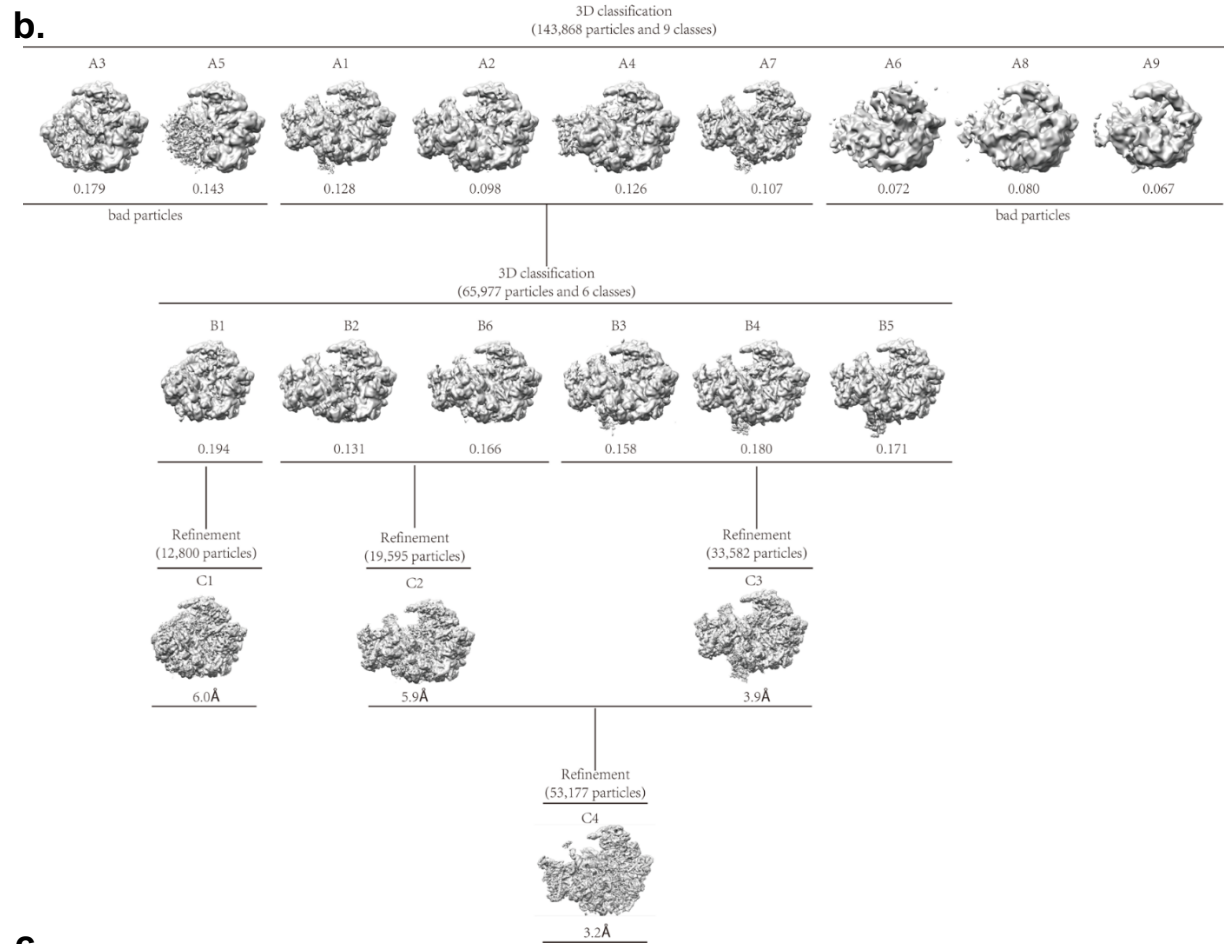 b.
3D classification
(143,868 particles and 9 classes)
A3 A5 A1 A2 A4 A7 A6 A8 A9
0.179 0.143 0.128 0.098 0.126 0.107 0.072 0.080 0.067
bad particles bad particles
3D classification
(65,977 particles and 6 classes)
B1 B2 B6 B3 B4 B5
0.194 0.131 0.166 0.158 0.180 0.171
Refinement Refinement Refinement
(12,800 particles) (19,595 particles) (33,582 particles)
C1 C2 C3
6.0Å 5.9Å 3.9Å
Refinement
(53,177 particles)
C4
3.2Å